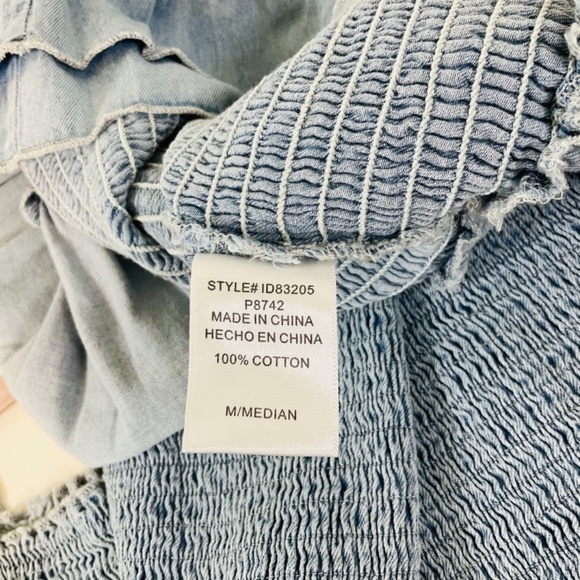 STYLE# ID83205
P8742
MADE IN CHINA
HECHO EN CHINA
100% COTTON
M/MEDIAN